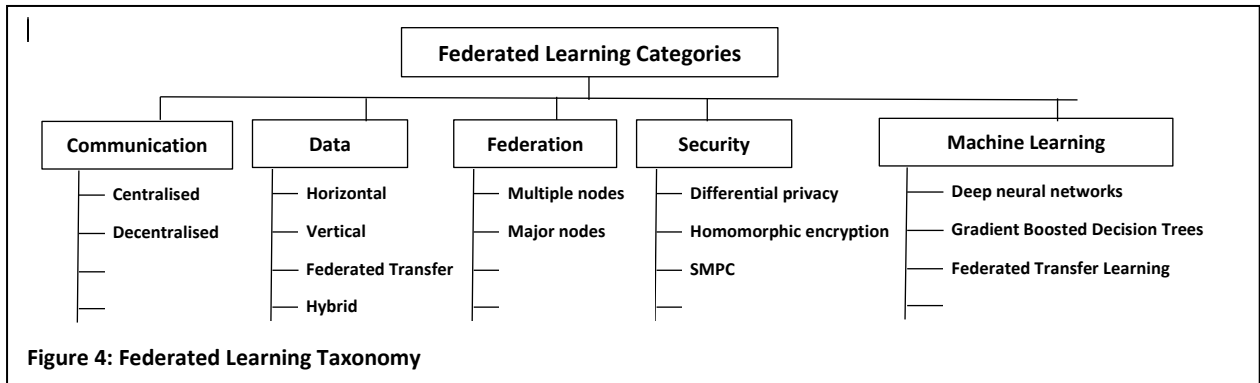 Federated Learning Categories
Communication
Centralised
Decentralised
Data
Horizontal
Vertical
Federated Transfer
Hybrid
Federation
Multiple nodes
Major nodes
Security
Differential privacy
Homomorphic encryption
SMPC
Machine Learning
Deep neural networks
Gradient Boosted Decision Trees
Federated Transfer Learning
Figure 4: Federated Learning Taxonomy